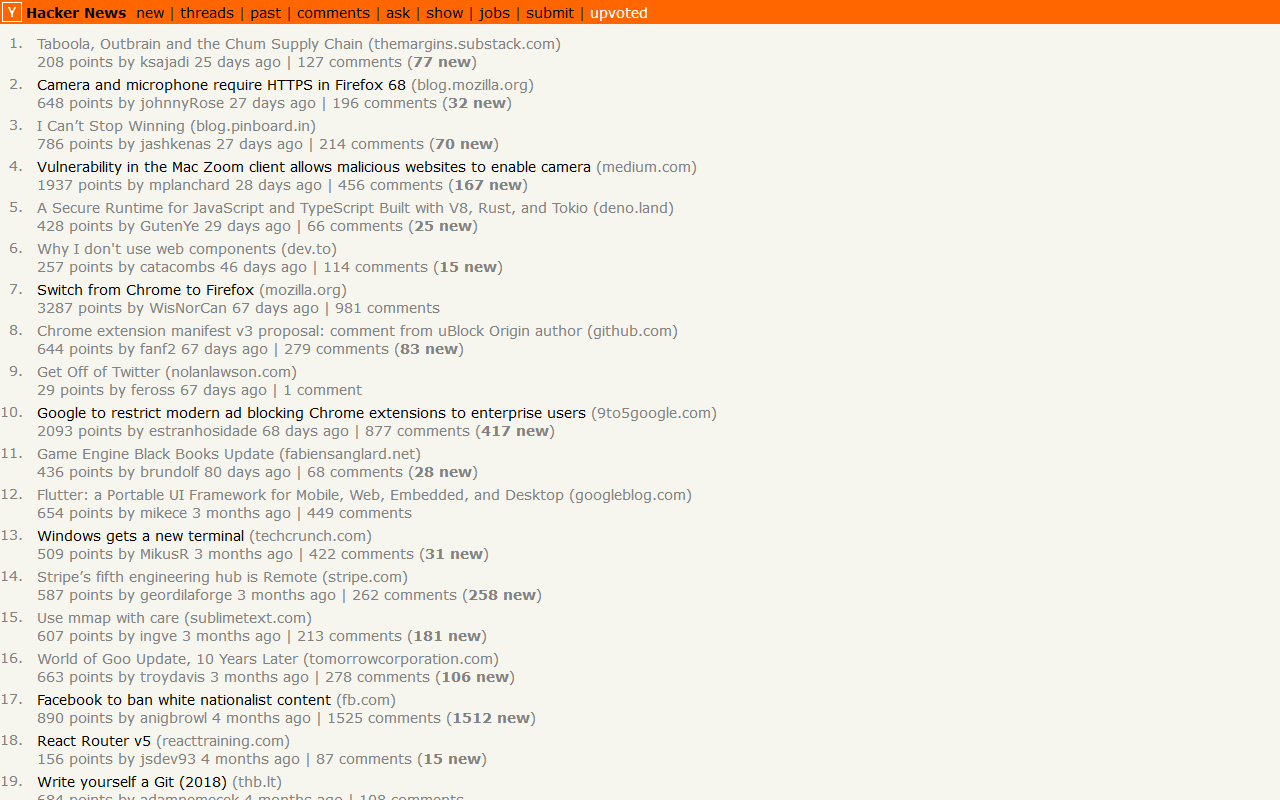 Y Hacker News new | threads | past | comments | ask | show | jobs | submit | upvoted
1. Taboola, Outbrain and the Chum Supply Chain (themargins.substack.com)
208 points by ksajadi 25 days ago | 127 comments (77 new)
2. Camera and microphone require HTTPS in Firefox 68 (blog.mozilla.org)
648 points by johnnyRose 27 days ago | 196 comments (32 new)
3. I Can’t Stop Winning (blog.pinboard.in)
786 points by jashkenas 27 days ago | 214 comments (70 new)
4. Vulnerability in the Mac Zoom client allows malicious websites to enable camera (medium.com)
1937 points by mplanchard 28 days ago | 456 comments (167 new)
5. A Secure Runtime for JavaScript and TypeScript Built with V8, Rust, and Tokio (deno.land)
428 points by GutenYe 29 days ago | 66 comments (25 new)
6. Why I don't use web components (dev.to)
257 points by catacombs 46 days ago | 114 comments (15 new)
7. Switch from Chrome to Firefox (mozilla.org)
3287 points by WisNorCan 67 days ago | 981 comments
8. Chrome extension manifest v3 proposal: comment from uBlock Origin author (github.com)
644 points by fanf2 67 days ago | 279 comments (83 new)
9. Get Off of Twitter (nolanlawson.com)
29 points by feross 67 days ago | 1 comment
10. Google to restrict modern ad blocking Chrome extensions to enterprise users (9to5google.com)
2093 points by estranhosidade 68 days ago | 877 comments (417 new)
11. Game Engine Black Books Update (fabiensanglard.net)
436 points by brundolf 80 days ago | 68 comments (28 new)
12. Flutter: a Portable UI Framework for Mobile, Web, Embedded, and Desktop (googleblog.com)
654 points by mikece 3 months ago | 449 comments
13. Windows gets a new terminal (techcrunch.com)
509 points by MikusR 3 months ago | 422 comments (31 new)
14. Stripe’s fifth engineering hub is Remote (stripe.com)
587 points by geordilaforge 3 months ago | 262 comments (258 new)
15. Use mmap with care (sublimetext.com)
607 points by ingve 3 months ago | 213 comments (181 new)
16. World of Goo Update, 10 Years Later (tomorrowcorporation.com)
663 points by troydavis 3 months ago | 278 comments (106 new)
17. Facebook to ban white nationalist content (fb.com)
890 points by anigbrowl 4 months ago | 1525 comments (1512 new)
18. React Router v5 (reacttraining.com)
156 points by jsdev93 4 months ago | 87 comments (15 new)
19. Write yourself a Git (2018) (thb.lt)
684 points by adamnemecek 4 months ago | 108 comments